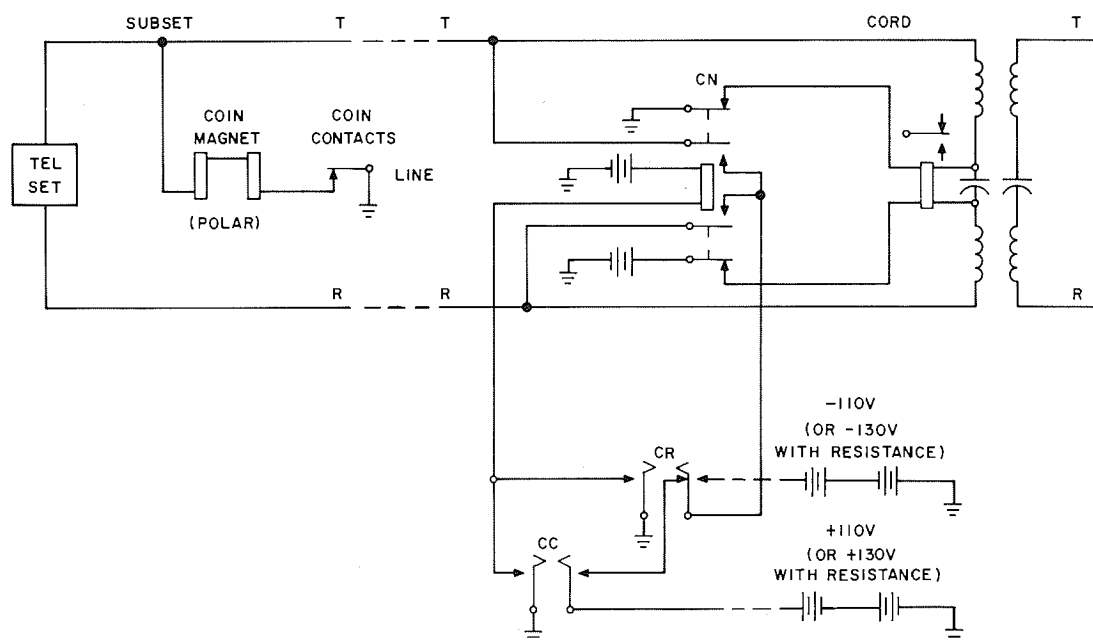 SUBSET
T
T
CORD
T
CN
COIN
MAGNET
COIN
CONTACTS
TEL
SET
LINE
(POLAR)
R
R
R
-110V
(OR -130V
WITH RESISTANCE)
CR
+110V
(OR +130V
WITH RESISTANCE)
CC